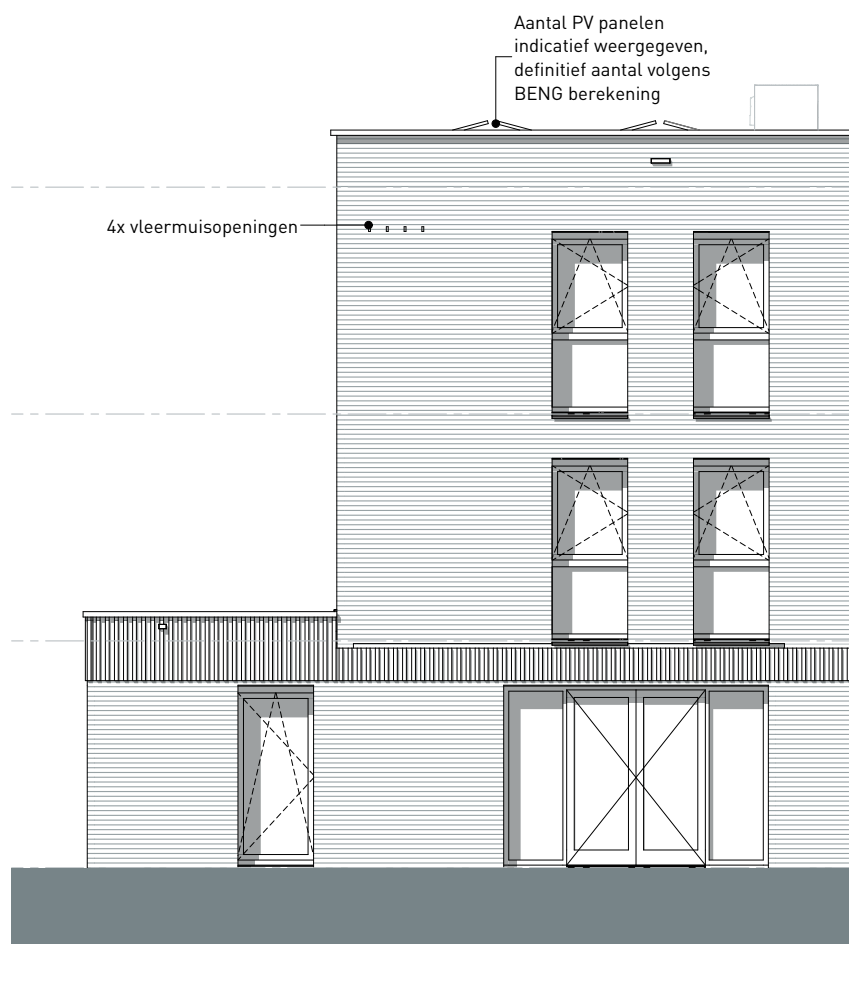 Aantal PV panelen
indicatief weergegeven,
definitief aantal volgens
BENG berekening
4x vleermuisopeningen